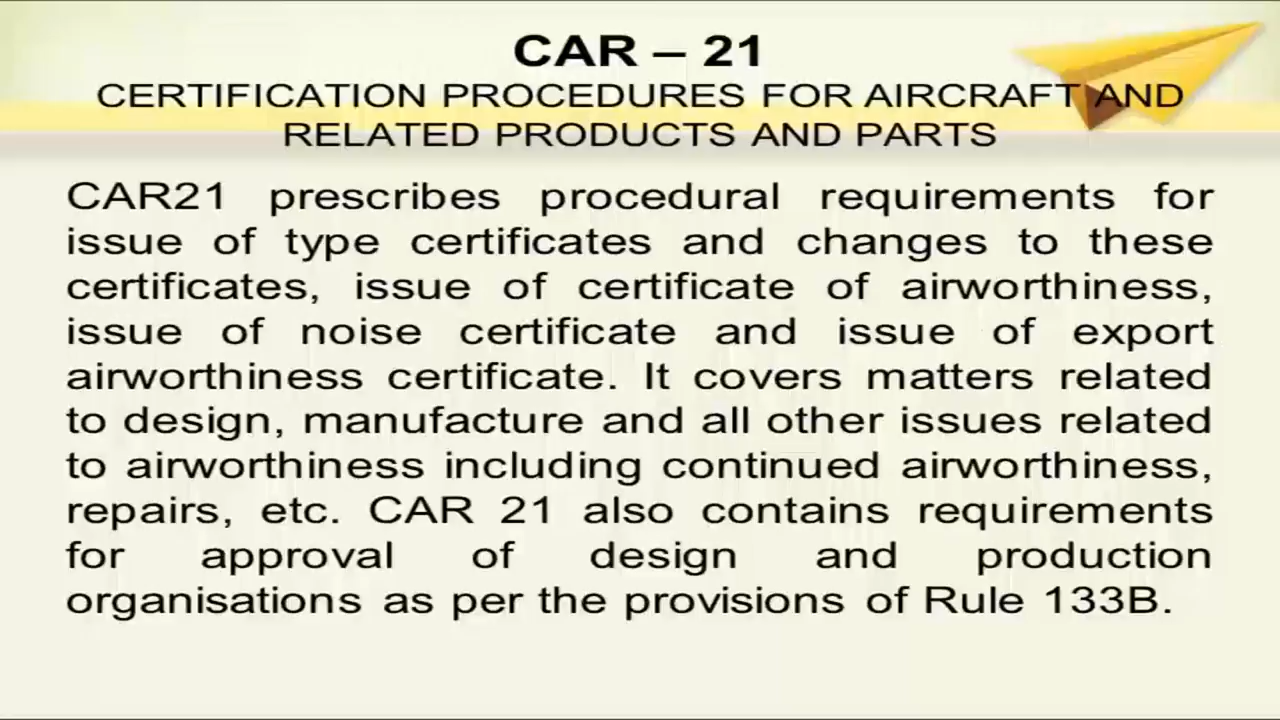 CAR – 21
CERTIFICATION PROCEDURES FOR AIRCRAFT AND
RELATED PRODUCTS AND PARTS
CAR21 prescribes procedural requirements for
issue of type certificates and changes to these
certificates, issue of certificate of airworthiness,
issue of noise certificate and issue of export
airworthiness certificate. It covers matters related
to design, manufacture and all other issues related
to airworthiness including continued airworthiness,
repairs, etc. CAR 21 also contains requirements
for approval of design and production
organisations as per the provisions of Rule 133B.